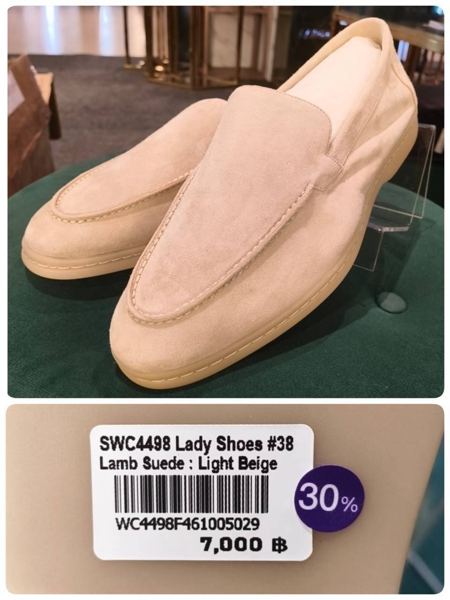 SWC4498 Lady Shoes #38
Lamb Suede : Light Beige
WC4498F461005029
7,000 ฿
30%